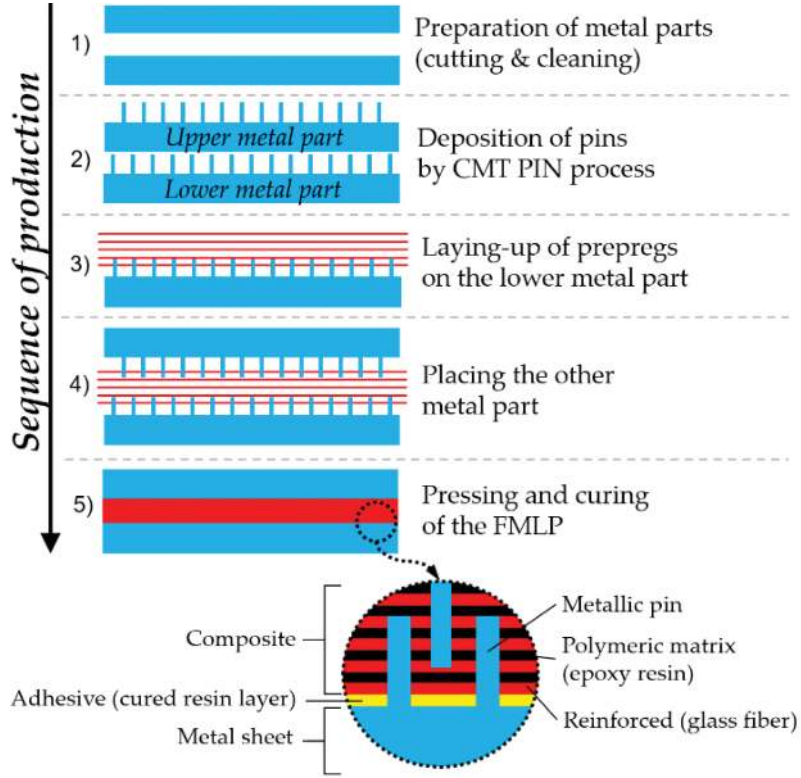 Sequence of production
1)
Preparation of metal parts
(cutting & cleaning)
2)
Upper metal part
Lower metal part
Deposition of pins
by CMT PIN process
3)
Laying-up of prepregs
on the lower metal part
4)
Placing the other
metal part
5)
Pressing and curing
of the FMLP
Composite
Adhesive (cured resin layer)
Metal sheet
Metallic pin
Polymeric matrix
(epoxy resin)
Reinforced (glass fiber)